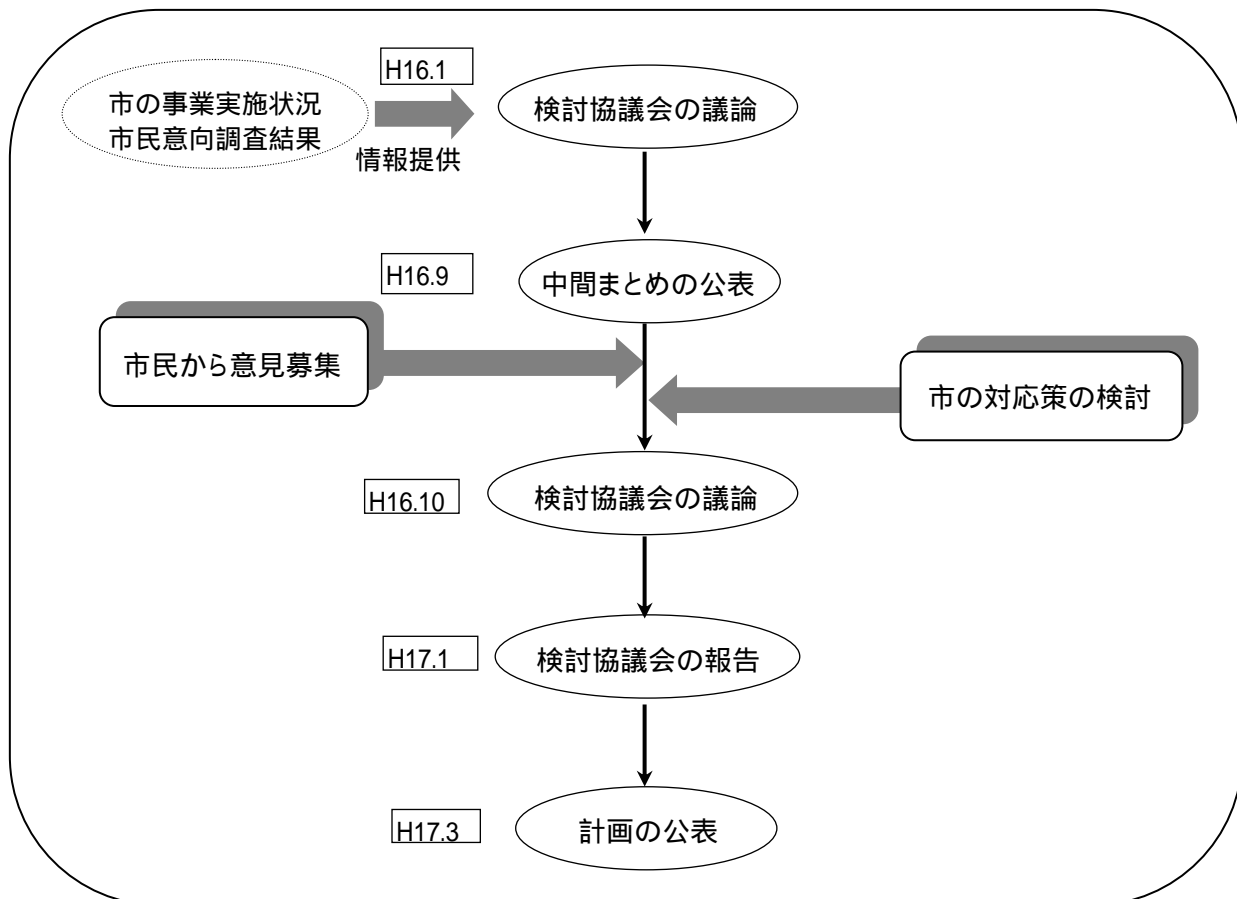 H16.1
市の事業実施状況
市民意向調査結果
情報提供
検討協議会の議論
H16.9
中間まとめの公表
市民から意見募集
市の対応策の検討
H16.10
検討協議会の議論
H17.1
検討協議会の報告
H17.3
計画の公表